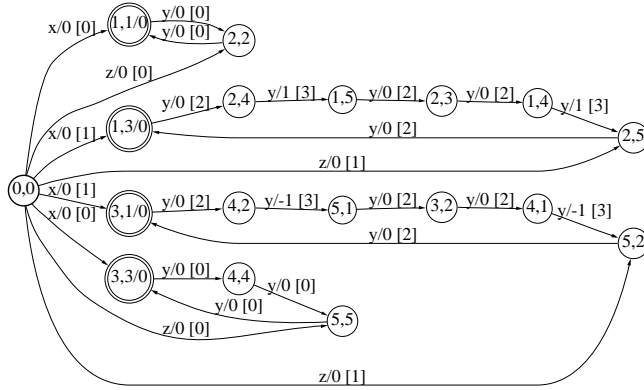 x/0 [0]
1,1/0
y/0 [0]
y/0 [0]
2,2
z/0 [0]
x/0 [1]
1,3/0
y/0 [2]
2,4
y/1 [3]
1,5
y/0 [2]
2,3
y/0 [2]
1,4
y/1 [3]
y/0 [2]
2,5
z/0 [1]
0,0
x/0 [1]
x/0 [0]
3,1/0
y/0 [2]
4,2
y/-1 [3]
5,1
y/0 [2]
3,2
y/0 [2]
4,1
y/-1 [3]
y/0 [2]
5,2
3,3/0
y/0 [0]
4,4
y/0 [0]
y/0 [0]
5,5
z/0 [0]
z/0 [1]